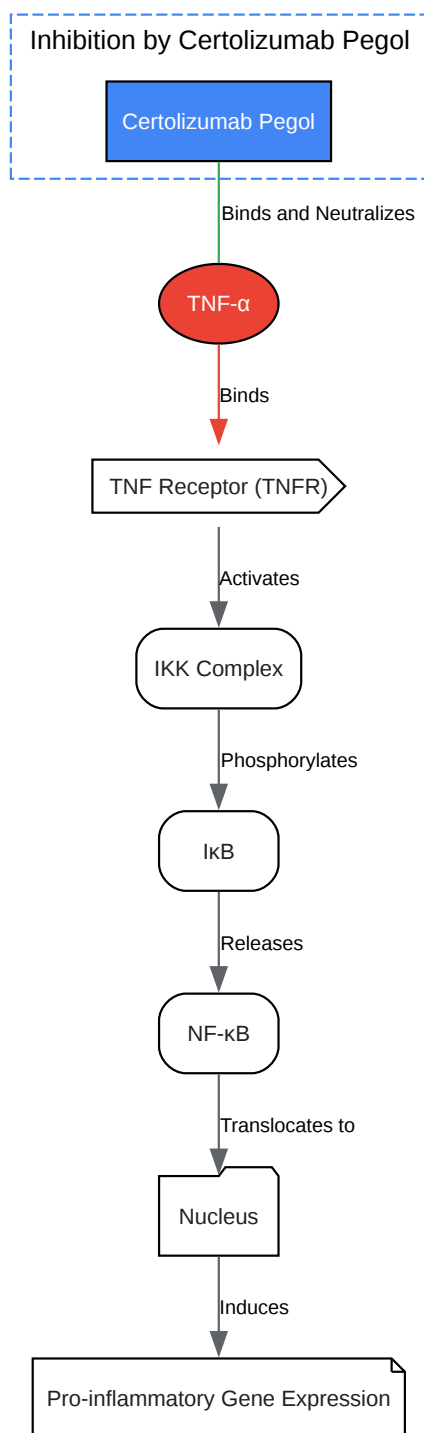 Inhibition by Certolizumab Pegol
Certolizumab Pegol
Binds and Neutralizes
TNF-α
Binds
TNF Receptor (TNFR)
Activates
IKK Complex
Phosphorylates
IκB
Releases
NF-κB
Translocates to
Nucleus
Induces
Pro-inflammatory Gene Expression